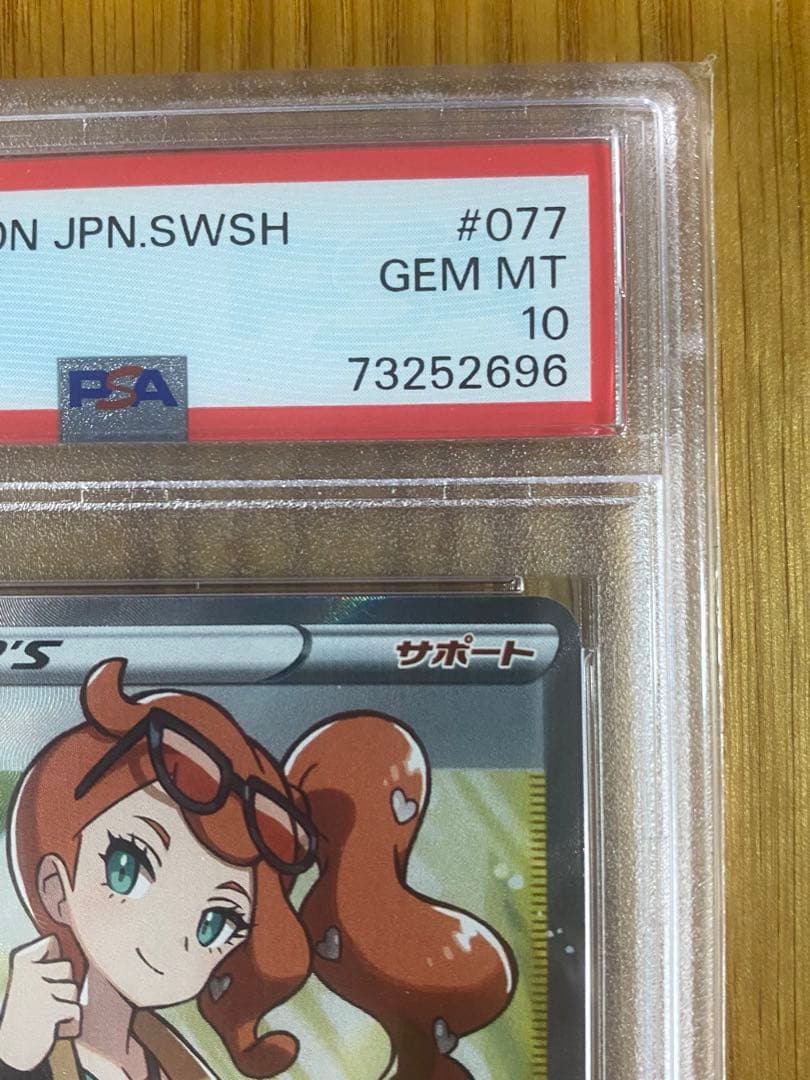 ON JPN.SWSH #077
GEM MT
10
PSA 73252696
'S サポート